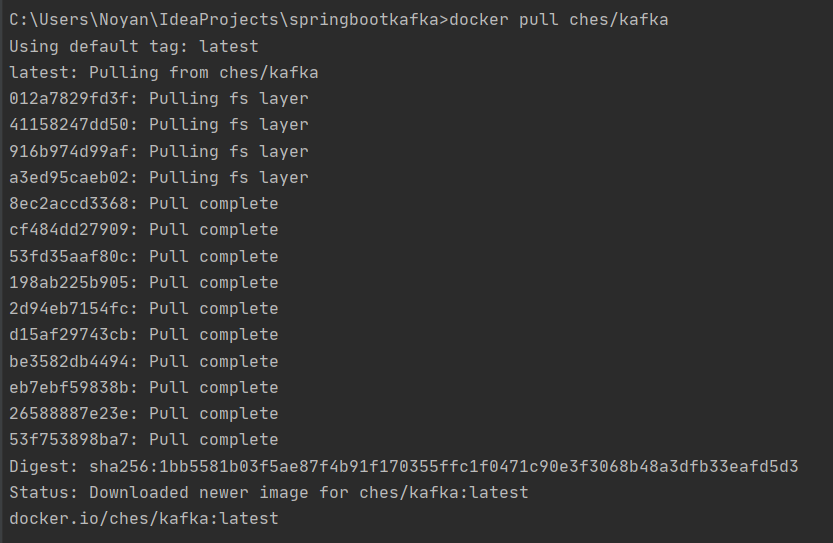 C:\Users\Noyan\IdeaProjects\springbootkafka>docker pull ches/kafka
Using default tag: latest
latest: Pulling from ches/kafka
012a7829fd3f: Pulling fs layer
41158247dd50: Pulling fs layer
916b974d99af: Pulling fs layer
a3ed95caeb02: Pulling fs layer
8ec2accd3368: Pull complete
cf484dd27909: Pull complete
53fd35aaf80c: Pull complete
198ab225b905: Pull complete
2d94eb7154fc: Pull complete
d15af29743cb: Pull complete
be3582db4494: Pull complete
eb7ebf59838b: Pull complete
26588887e23e: Pull complete
53f753898ba7: Pull complete
Digest: sha256:1bb5581b03f5ae87f4b91f170355ffc1f0471c90e3f3068b48a3dfb33eafd5d3
Status: Downloaded newer image for ches/kafka:latest
docker.io/ches/kafka:latest